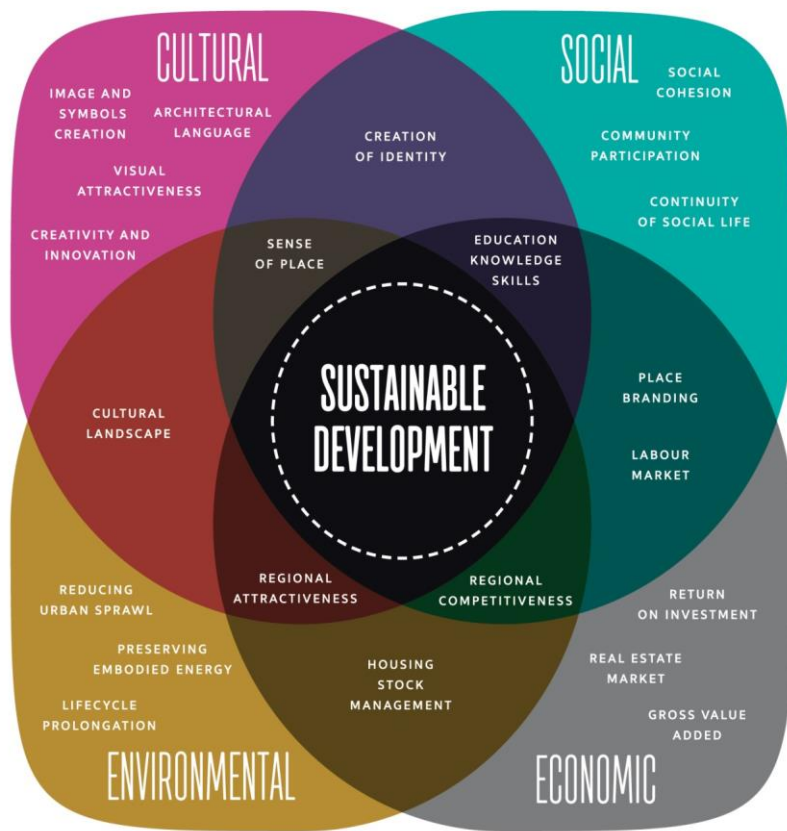 CULTURAL
IMAGE AND
SYMBOLS
CREATION
ARCHITECTURAL
LANGUAGE
VISUAL
ATTRACTIVENESS
CREATIVITY AND
INNOVATION
CREATION
OF IDENTITY
SOCIAL
SOCIAL
COHESION
COMMUNITY
PARTICIPATION
CONTINUITY
OF SOCIAL LIFE
SENSE
OF PLACE
EDUCATION
KNOWLEDGE
SKILLS
CULTURAL
LANDSCAPE
SUSTAINABLE
DEVELOPMENT
PLACE
BRANDING
LABOUR
MARKET
REGIONAL
ATTRACTIVENESS
REGIONAL
COMPETITIVENESS
REDUCING
URBAN SPRAWL
PRESERVING
EMBODIED ENERGY
LIFECYCLE
PROLONGATION
ENVIRONMENTAL
HOUSING
STOCK
MANAGEMENT
RETURN
ON INVESTMENT
REAL ESTATE
MARKET
GROSS VALUE
ADDED
ECONOMIC